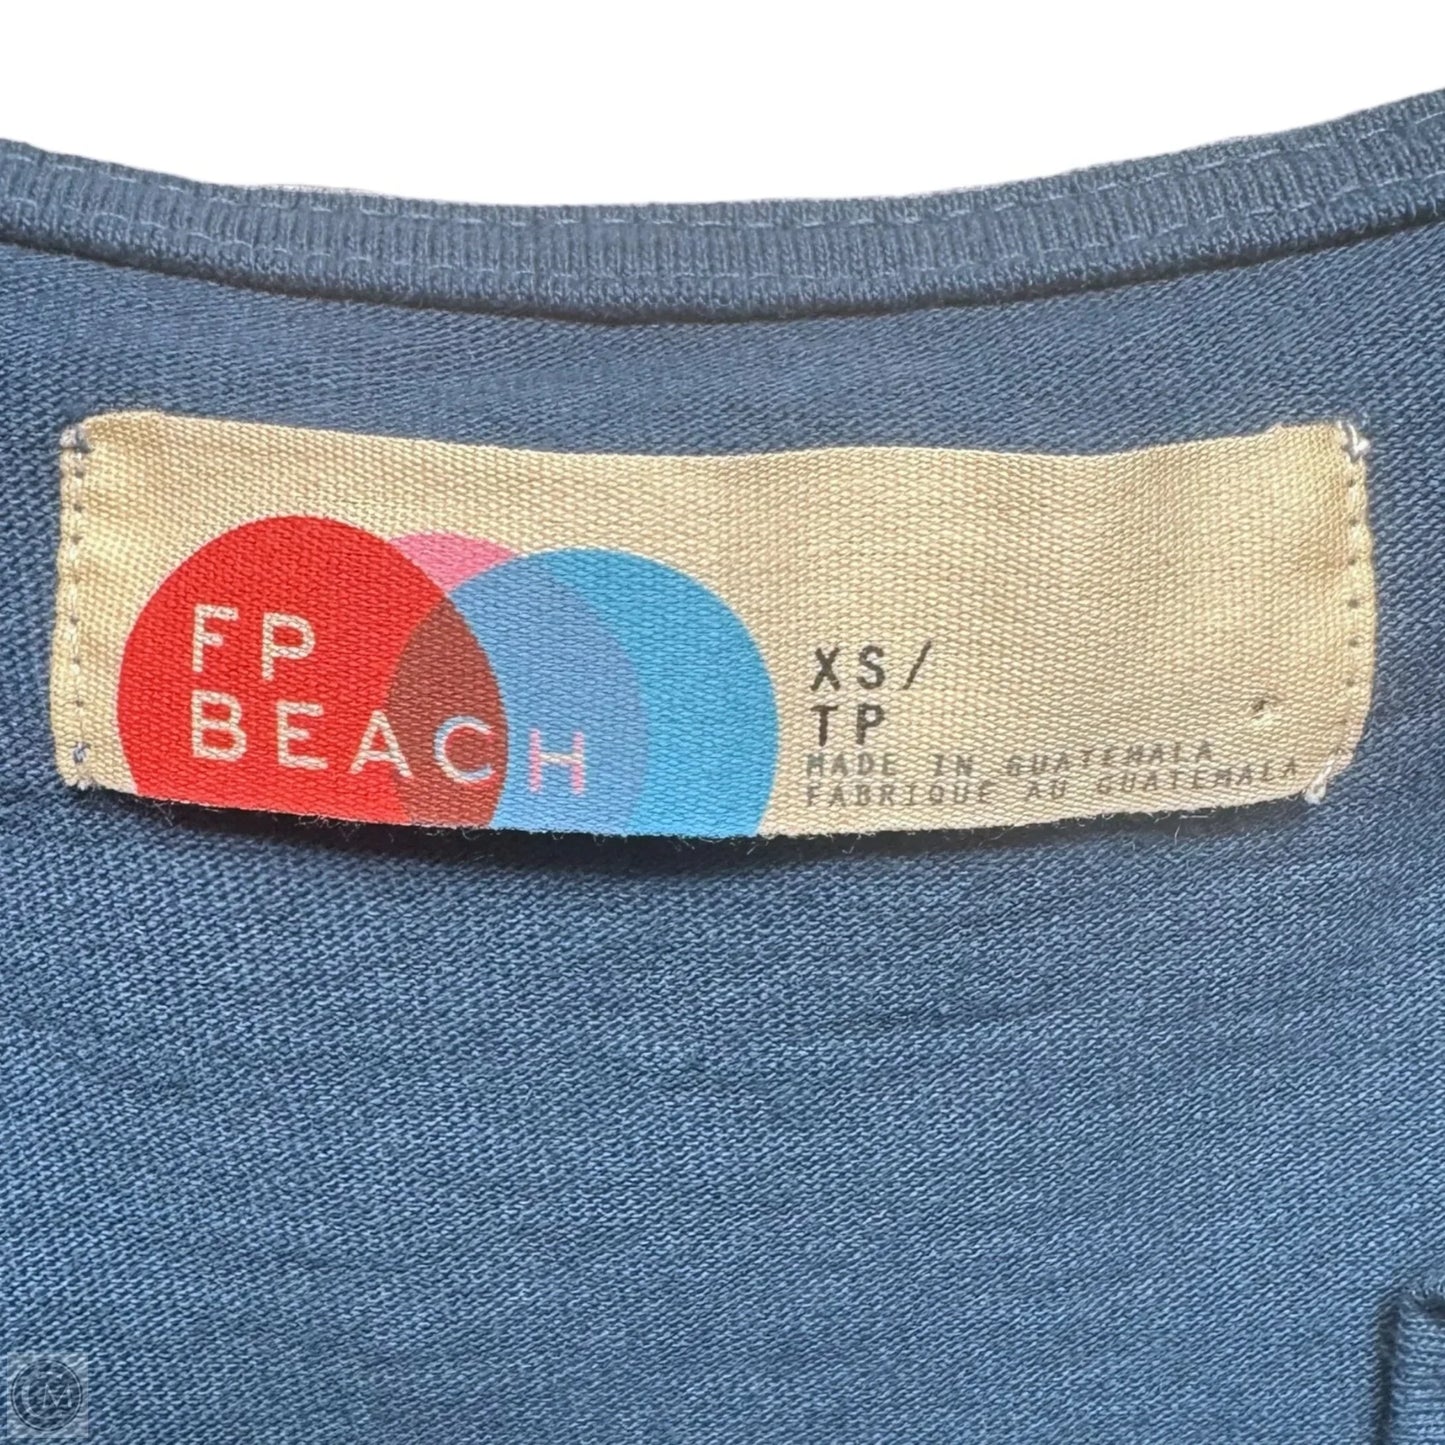 FP
BEACH
XS/
TP
MADE IN GUATEMALA
FABRIQUE AU GUATEMALA